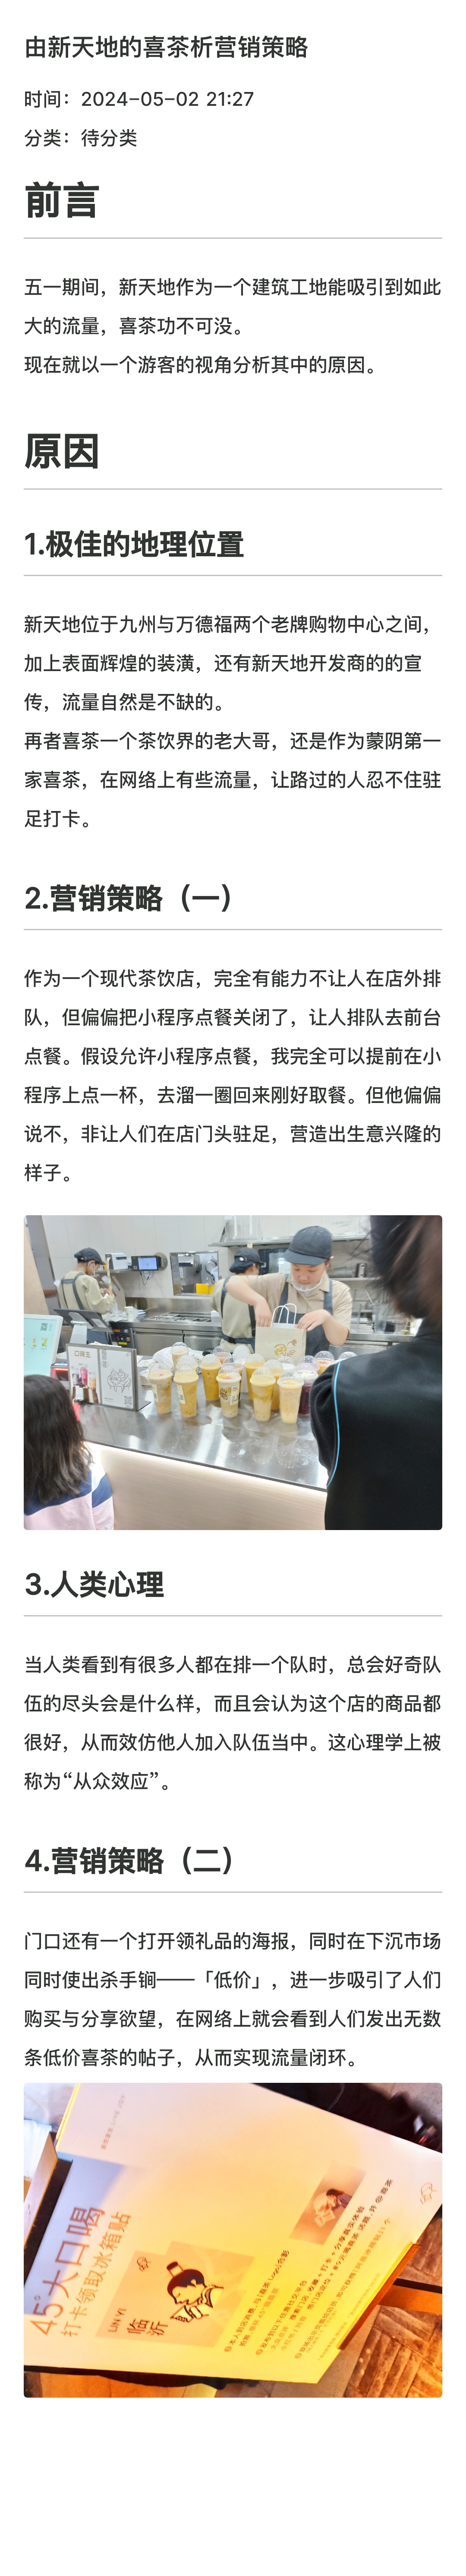 由新天地的喜茶析营销策略
时间：2024-05-02 21:27
分类：待分类
前言
五一期间，新天地作为一个建筑工地能吸引到如此
大的流量，喜茶功不可没。
现在就以一个游客的视角分析其中的原因。
原因
1.极佳的地理位置
新天地位于九州与万德福两个老牌购物中心之间，
加上表面辉煌的装潢，还有新天地开发商的的宣
传，流量自然是不缺的。
再者喜茶一个茶饮界的老大哥，还是作为蒙阴第一
家喜茶，在网络上有些流量，让路过的人忍不住驻
足打卡。
2.营销策略（一）
作为一个现代茶饮店，完全有能力不让人在店外排
队，但偏偏把小程序点餐关闭了，让人排队去前台
点餐。假设允许小程序点餐，我完全可以提前在小
程序上点一杯，去溜一圈回来刚好取餐。但他偏偏
说不，非让人们在店门头驻足，营造出生意兴隆的
样子。
3.人类心理
当人类看到有很多人都在排一个队时，总会好奇队
伍的尽头会是什么样，而且会认为这个店的商品都
很好，从而效仿他人加入队伍当中。这心理学上被
称为“从众效应”。
4.营销策略（二）
门口还有一个打开领礼品的海报，同时在下沉市场
同时使出杀手锏——「低价」，进一步吸引了人们
购买与分享欲望，在网络上就会看到人们发出无数
条低价喜茶的帖子，从而实现流量闭环。
45°大口喝
打卡领取冰箱贴
LIN YI
临沂